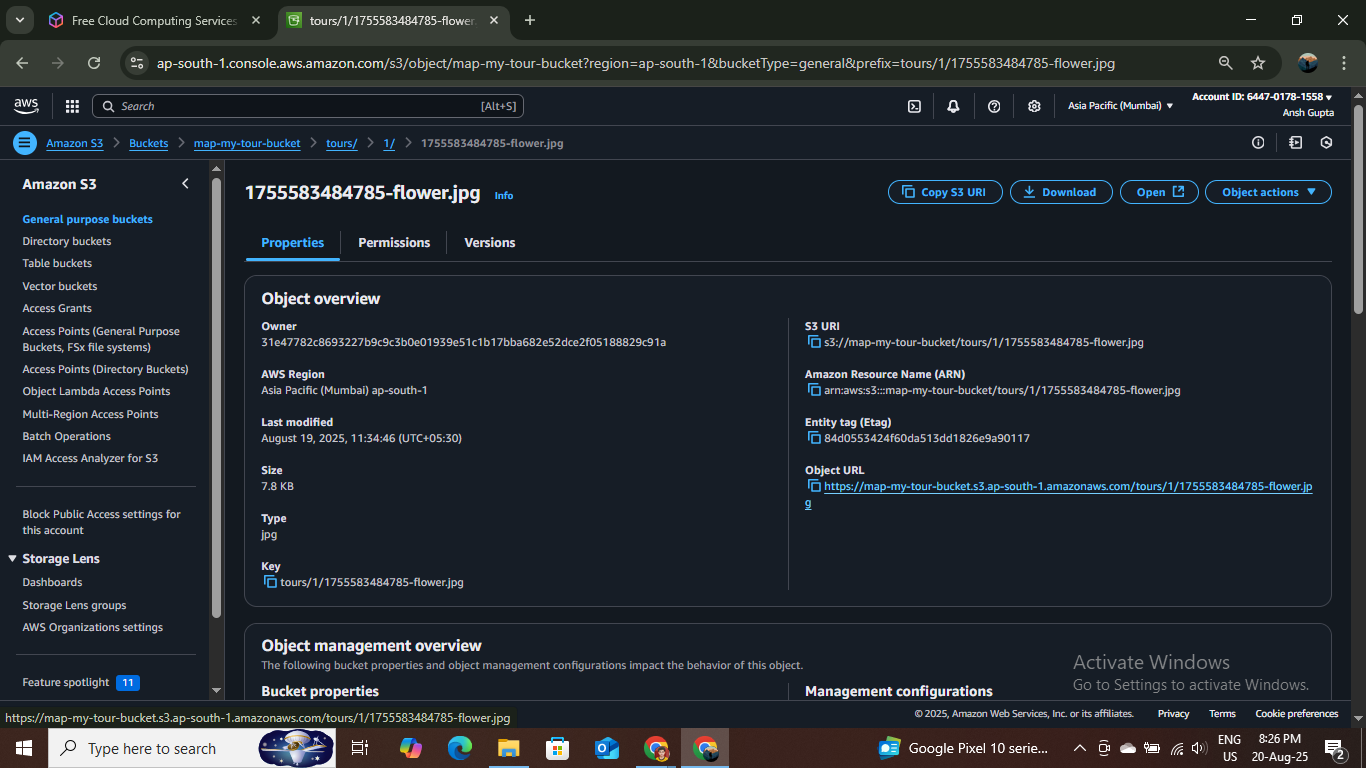 Free Cloud Computing Services
tours/1/1755583484785-flower.
ap-south-1.console.aws.amazon.com/s3/object/map-my-tour-bucket?region=ap-south-1&bucketType=general&prefix=tours/1/1755583484785-flower.jpg
aws
Search
[Alt+S]
Asia Pacific (Mumbai)
Account ID: 6447-0178-1558
Ansh Gupta
Amazon S3
Buckets
map-my-tour-bucket
tours/
1/
1755583484785-flower.jpg
Amazon S3
General purpose buckets
Directory buckets
Table buckets
Vector buckets
Access Grants
Access Points (General Purpose
Buckets, FSx file systems)
Access Points (Directory Buckets)
Object Lambda Access Points
Multi-Region Access Points
Batch Operations
IAM Access Analyzer for S3
Block Public Access settings for
this account
Storage Lens
Dashboards
Storage Lens groups
AWS Organizations settings
Feature spotlight 11
1755583484785-flower.jpg
Info
Copy S3 URI
Download
Open
Object actions
Properties
Permissions
Versions
Object overview
Owner
31e47782c8693227b9c9c3b0e01939e51c1b17bba682e52dce2f05188829c91a
AWS Region
Asia Pacific (Mumbai) ap-south-1
Last modified
August 19, 2025, 11:34:46 (UTC+05:30)
Size
7.8 KB
Type
jpg
Key
tours/1/1755583484785-flower.jpg
S3 URI
s3://map-my-tour-bucket/tours/1/1755583484785-flower.jpg
Amazon Resource Name (ARN)
arn:aws:s3:::map-my-tour-bucket/tours/1/1755583484785-flower.jpg
Entity tag (Etag)
84d0553424f60da513dd1826e9a90117
Object URL
https://map-my-tour-bucket.s3.ap-south-1.amazonaws.com/tours/1/1755583484785-flower.jp
g
Object management overview
The following bucket properties and object management configurations impact the behavior of this object.
Bucket properties
Management configurations
Activate Windows
Go to Settings to activate Windows.
https://map-my-tour-bucket.s3.ap-south-1.amazonaws.com/tours/1/1755583484785-flower.jpg
© 2025, Amazon Web Services, Inc. or its affiliates.
Privacy
Terms
Cookie preferences
Type here to search
Google Pixel 10 serie...
ENG
US
8:26 PM
20-Aug-25
2